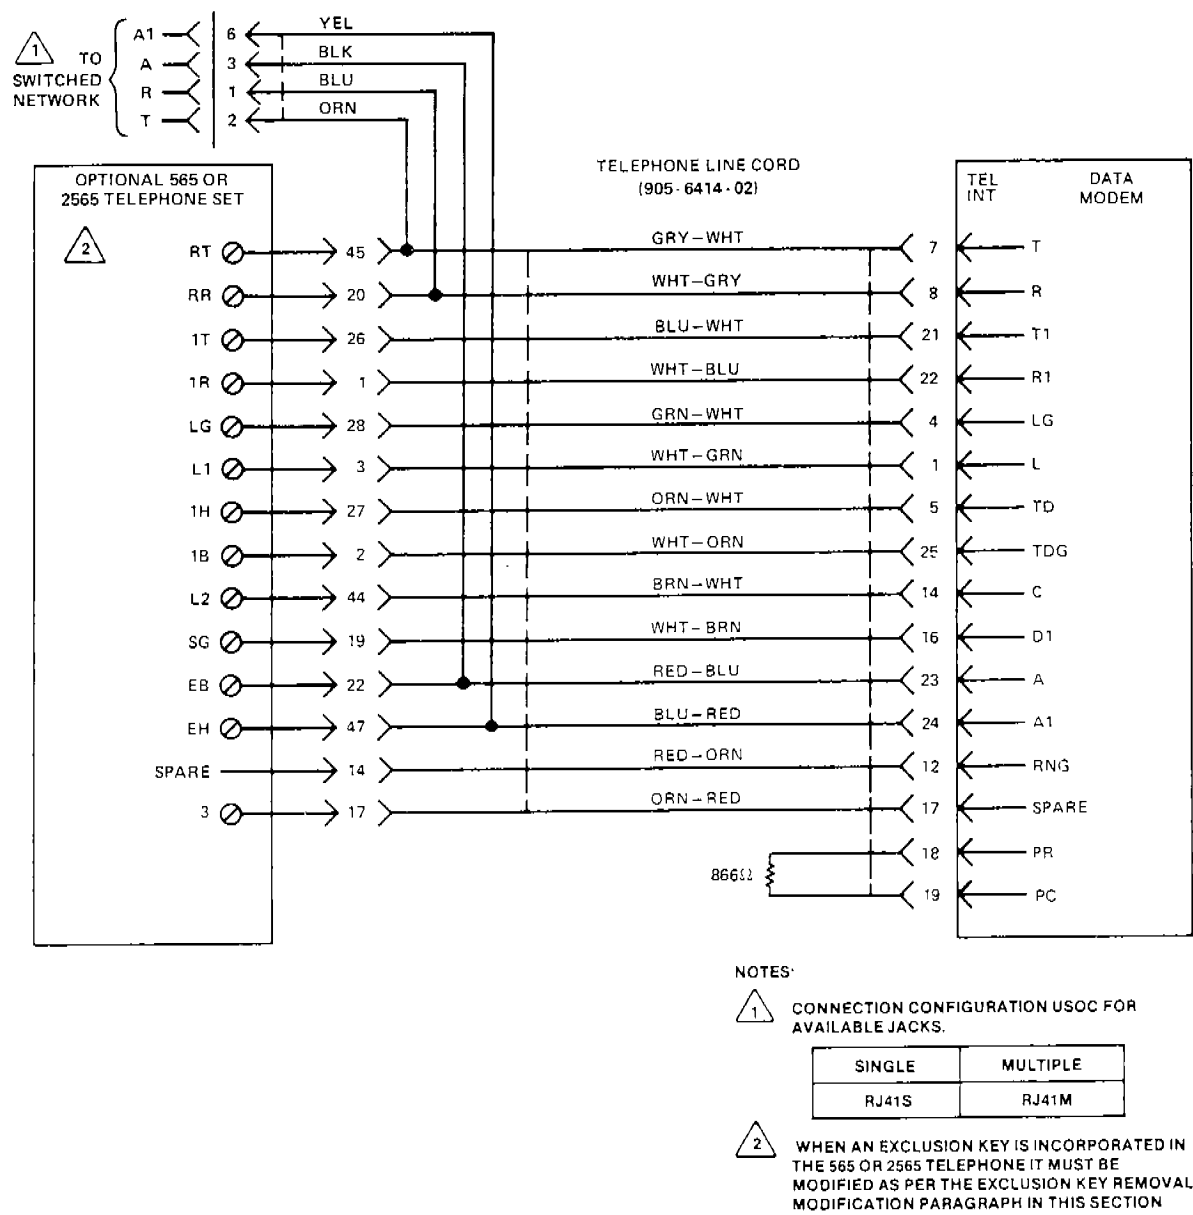 A1 6 YEL
1 TO A 3 BLK
SWITCHED
NETWORK R 1 BLU
T 2 ORN
OPTIONAL 565 OR
2565 TELEPHONE SET
2
TELEPHONE LINE CORD
(905-6414-02)
TEL
INT
DATA
MODEM
RT 45 GRY-WHT 7 T
RR 20 WHT-GRY 8 R
1T 26 BLU-WHT 21 T1
1R 1 WHT-BLU 22 R1
LG 28 GRN-WHT 4 LG
L1 3 WHT-GRN 1 L
1H 27 ORN-WHT 5 TD
1B 2 WHT-ORN 25 TDG
L2 44 BRN-WHT 14 C
SG 19 WHT-BRN 16 D1
EB 22 RED-BLU 23 A
EH 47 BLU-RED 24 A1
SPARE 14 RED-ORN 12 RNG
3 17 ORN-RED 17 SPARE
18 PR
866Ω
19 PC
NOTES:
1 CONNECTION CONFIGURATION USOC FOR
AVAILABLE JACKS.
SINGLE MULTIPLE
RJ41S RJ41M
2 WHEN AN EXCLUSION KEY IS INCORPORATED IN
THE 565 OR 2565 TELEPHONE IT MUST BE
MODIFIED AS PER THE EXCLUSION KEY REMOVAL
MODIFICATION PARAGRAPH IN THIS SECTION